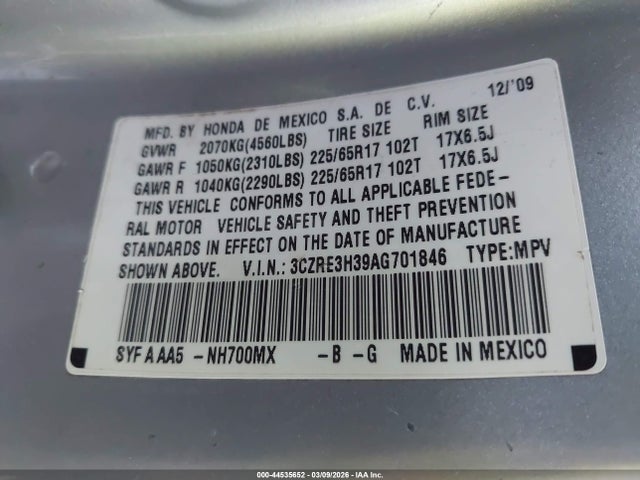 MFD. BY HONDA DE MEXICO S.A. DE C.V. 12/'09
GVWR 2070KG(4560LBS) TIRE SIZE RIM SIZE
GAWR F 1050KG(2310LBS) 225/65R17 102T 17X6.5J
GAWR R 1040KG(2290LBS) 225/65R17 102T 17X6.5J
THIS VEHICLE CONFORMS TO ALL APPLICABLE FEDE-
RAL MOTOR VEHICLE SAFETY AND THEFT PREVENTION
STANDARDS IN EFFECT ON THE DATE OF MANUFACTURE
SHOWN ABOVE. V.I.N.: 3CZRE3H39AG701846 TYPE:MPV
SYF A AA5 -NH700MX -B -G MADE IN MEXICO
000-44535652 | 03/09/2026 | IAA Inc.